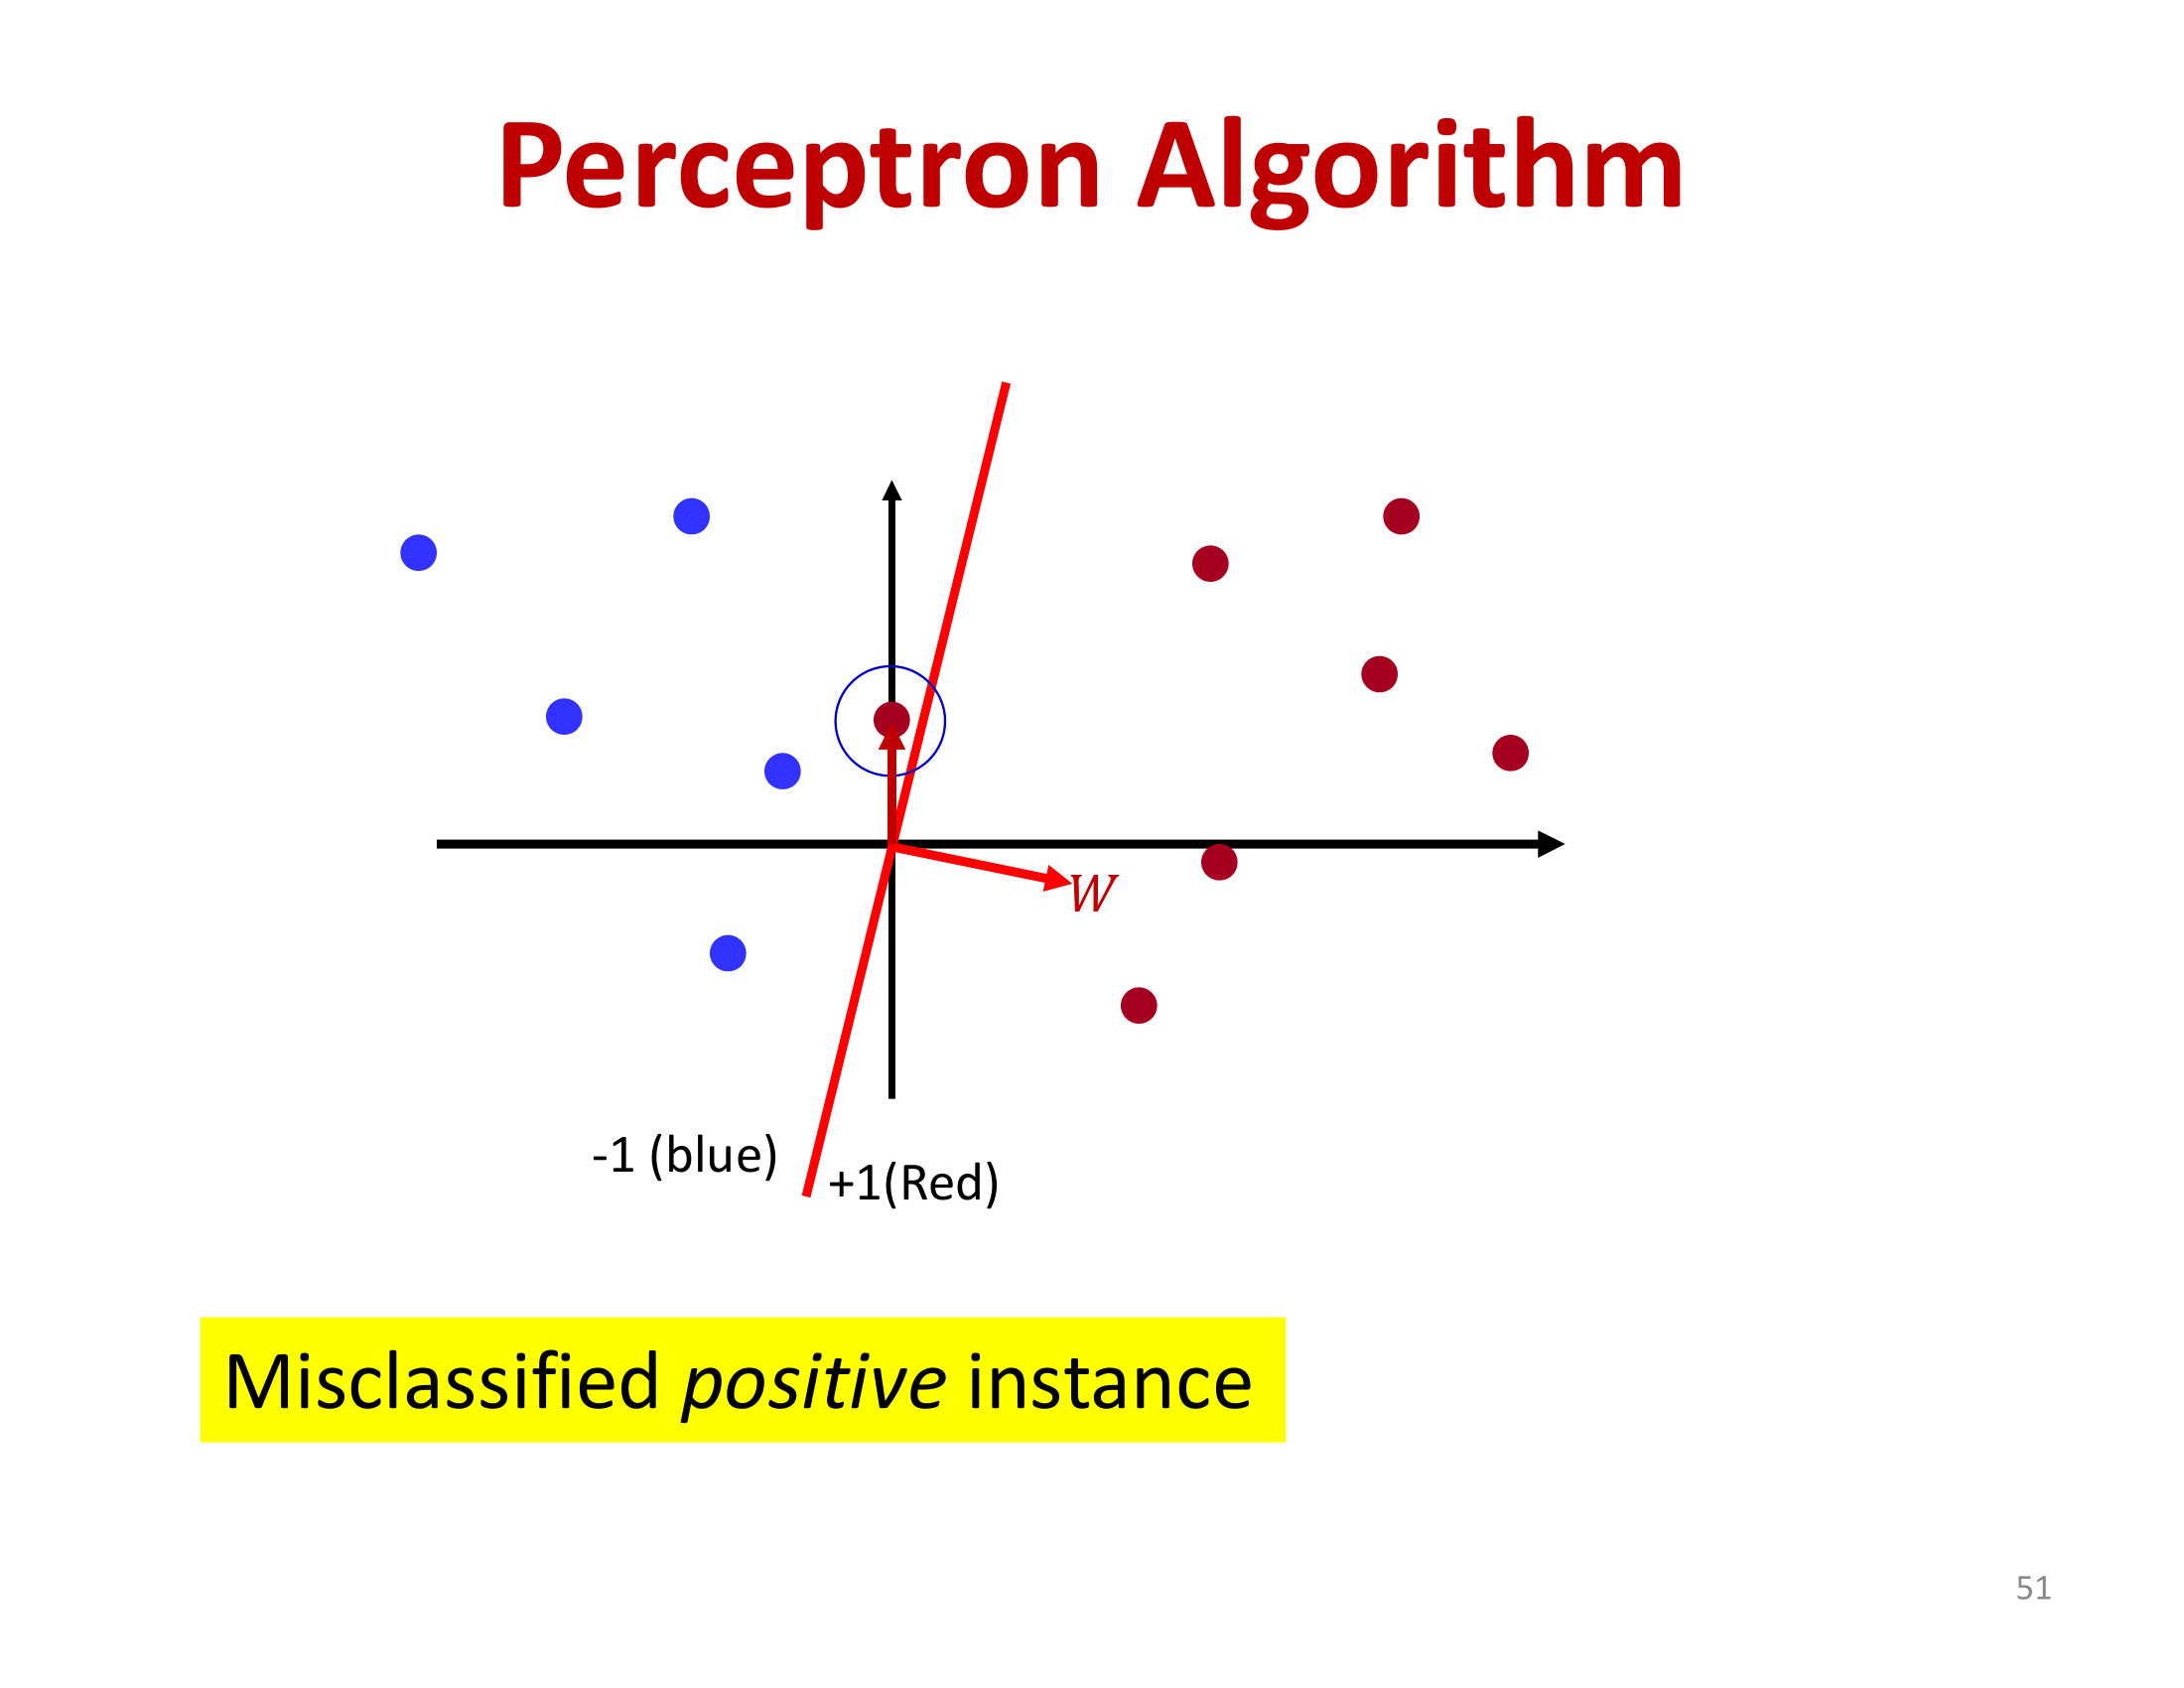 Perceptron Algorithm
W
-1 (blue)
+1(Red)
Misclassified positive instance
51